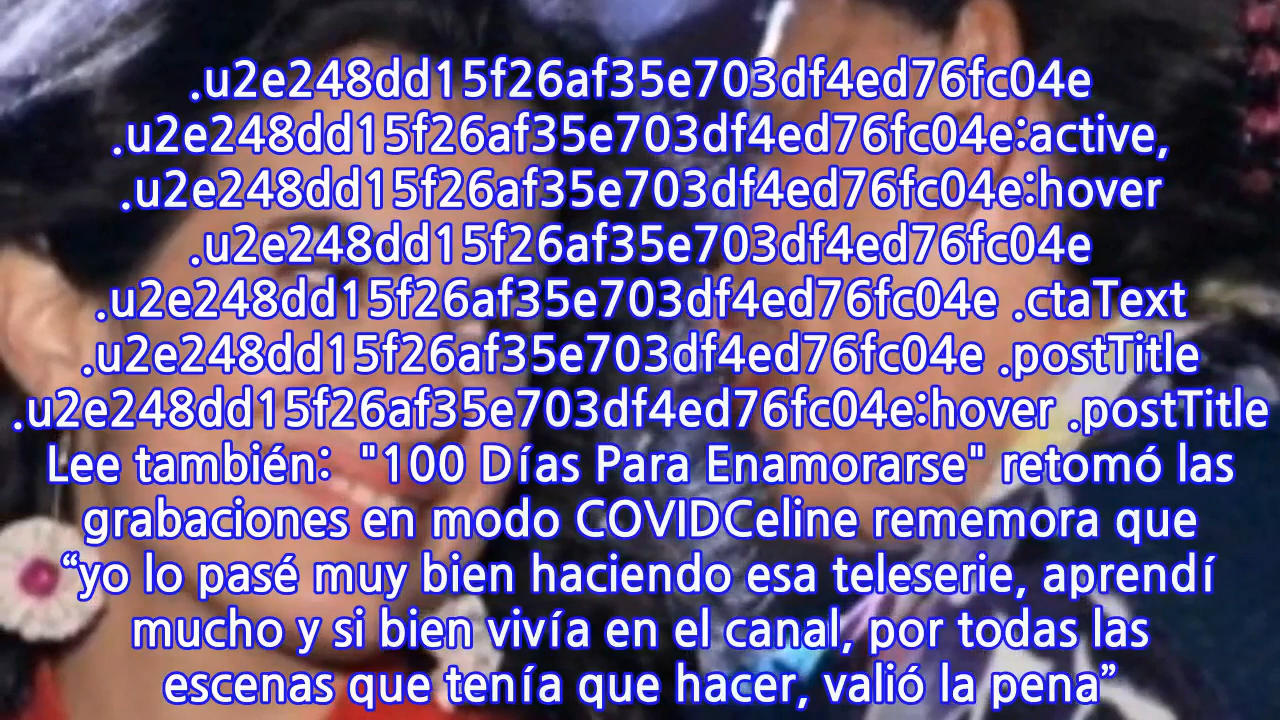 .u2e248dd15f26af35e703df4ed76fc04e
.u2e248dd15f26af35e703df4ed76fc04e:active,
.u2e248dd15f26af35e703df4ed76fc04e:hover
.u2e248dd15f26af35e703df4ed76fc04e
.u2e248dd15f26af35e703df4ed76fc04e .ctaText
.u2e248dd15f26af35e703df4ed76fc04e .postTitle
.u2e248dd15f26af35e703df4ed76fc04e:hover .postTitle
Lee también:  "100 Días Para Enamorarse" retomó las
grabaciones en modo COVIDCeline rememora que
“yo lo pasé muy bien haciendo esa teleserie, aprendí
mucho y si bien vivía en el canal, por todas las
escenas que tenía que hacer, valió la pena”